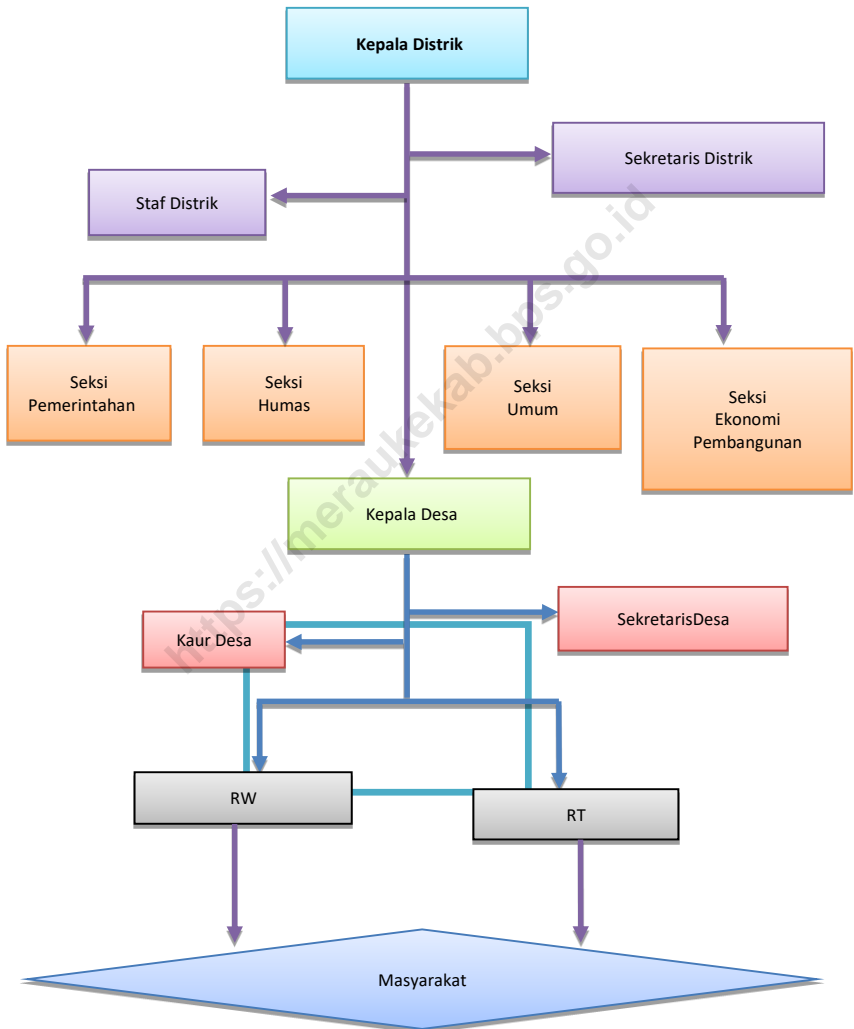 Kepala Distrik
Sekretaris Distrik
Staf Distrik
Seksi
Pemerintahan
Seksi
Humas
Seksi
Umum
Seksi
Ekonomi
Pembangunan
Kepala Desa
SekretarisDesa
Kaur Desa
RW
RT
Masyarakat
https://meraukekab.bps.go.id